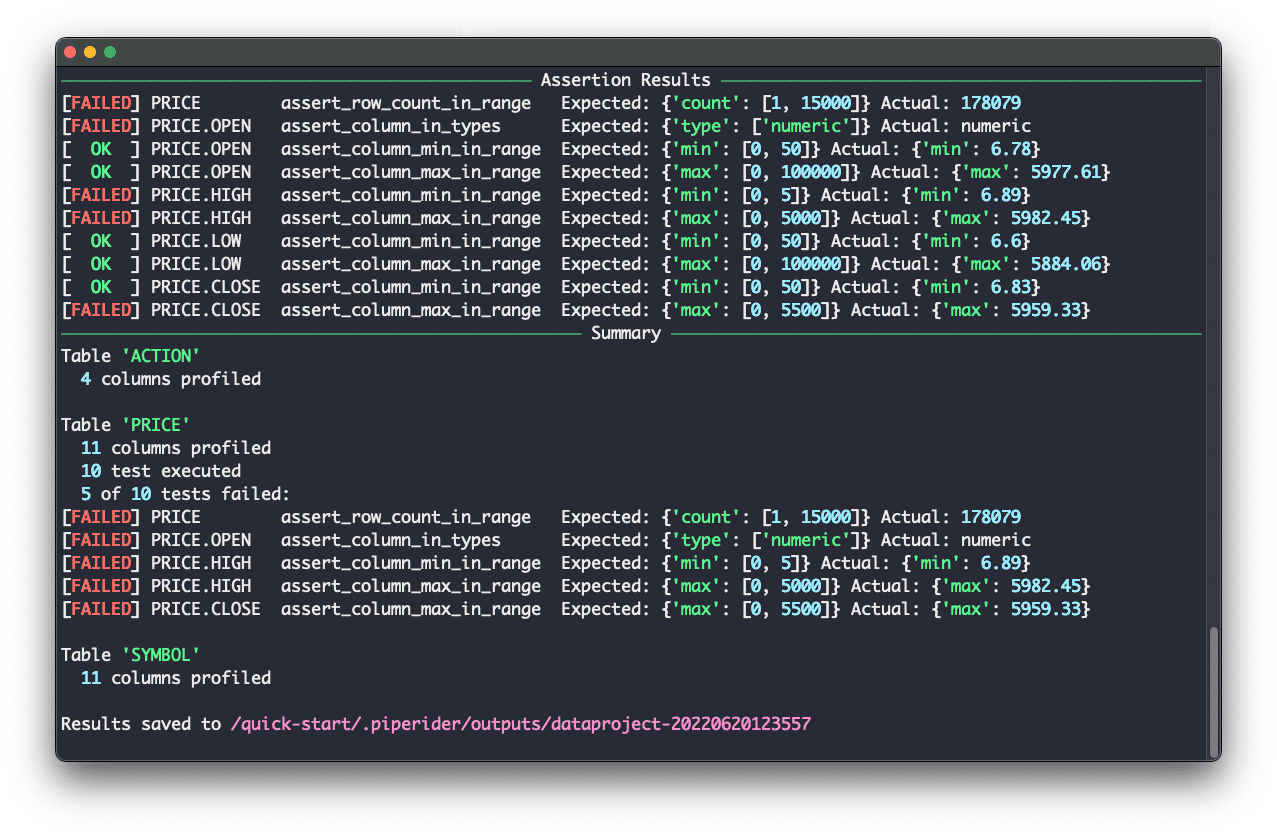 Assertion Results
[FAILED] PRICE        assert_row_count_in_range   Expected: {'count': [1, 15000]} Actual: 178079
[FAILED] PRICE.OPEN   assert_column_in_types      Expected: {'type': ['numeric']} Actual: numeric
[  OK  ] PRICE.OPEN   assert_column_min_in_range  Expected: {'min': [0, 50]} Actual: {'min': 6.78}
[  OK  ] PRICE.OPEN   assert_column_max_in_range  Expected: {'max': [0, 100000]} Actual: {'max': 5977.61}
[FAILED] PRICE.HIGH   assert_column_min_in_range  Expected: {'min': [0, 5]} Actual: {'min': 6.89}
[FAILED] PRICE.HIGH   assert_column_max_in_range  Expected: {'max': [0, 5000]} Actual: {'max': 5982.45}
[  OK  ] PRICE.LOW    assert_column_min_in_range  Expected: {'min': [0, 50]} Actual: {'min': 6.6}
[  OK  ] PRICE.LOW    assert_column_max_in_range  Expected: {'max': [0, 100000]} Actual: {'max': 5884.06}
[  OK  ] PRICE.CLOSE  assert_column_min_in_range  Expected: {'min': [0, 50]} Actual: {'min': 6.83}
[FAILED] PRICE.CLOSE  assert_column_max_in_range  Expected: {'max': [0, 5500]} Actual: {'max': 5959.33}
Summary
Table 'ACTION'
  4 columns profiled
Table 'PRICE'
  11 columns profiled
  10 test executed
  5 of 10 tests failed:
[FAILED] PRICE        assert_row_count_in_range   Expected: {'count': [1, 15000]} Actual: 178079
[FAILED] PRICE.OPEN   assert_column_in_types      Expected: {'type': ['numeric']} Actual: numeric
[FAILED] PRICE.HIGH   assert_column_min_in_range  Expected: {'min': [0, 5]} Actual: {'min': 6.89}
[FAILED] PRICE.HIGH   assert_column_max_in_range  Expected: {'max': [0, 5000]} Actual: {'max': 5982.45}
[FAILED] PRICE.CLOSE  assert_column_max_in_range  Expected: {'max': [0, 5500]} Actual: {'max': 5959.33}
Table 'SYMBOL'
  11 columns profiled
Results saved to /quick-start/.piperider/outputs/dataproject-20220620123557